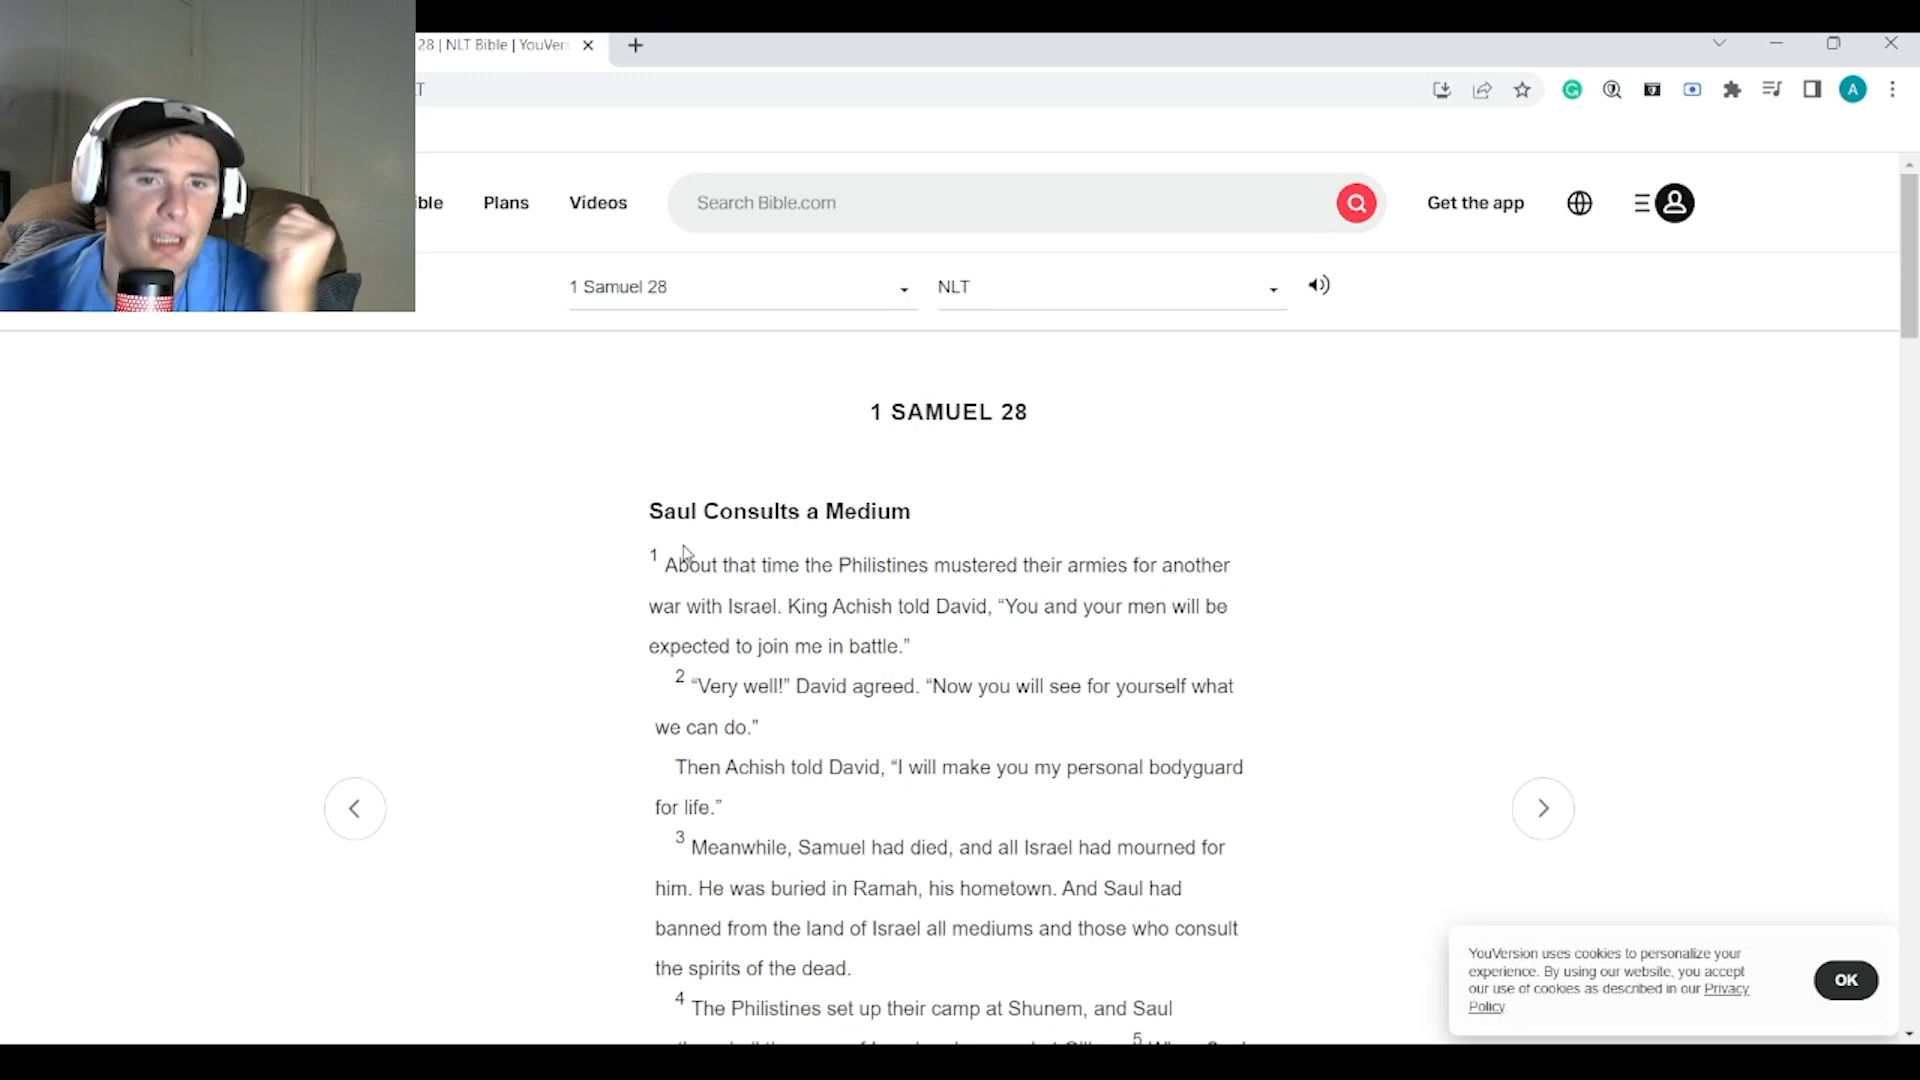 28 | NLT Bible | YouVers
G
A
Plans
Videos
Search Bible.com
Get the app
1 Samuel 28
NLT
1 SAMUEL 28
Saul Consults a Medium
1 About that time the Philistines mustered their armies for another
war with Israel. King Achish told David, “You and your men will be
expected to join me in battle.”
2 “Very well!” David agreed. “Now you will see for yourself what
we can do.”
Then Achish told David, “I will make you my personal bodyguard
for life.”
3 Meanwhile, Samuel had died, and all Israel had mourned for
him. He was buried in Ramah, his hometown. And Saul had
banned from the land of Israel all mediums and those who consult
the spirits of the dead.
4 The Philistines set up their camp at Shunem, and Saul
5
YouVersion uses cookies to personalize your
experience. By using our website, you accept
our use of cookies as described in our Privacy
Policy.
OK